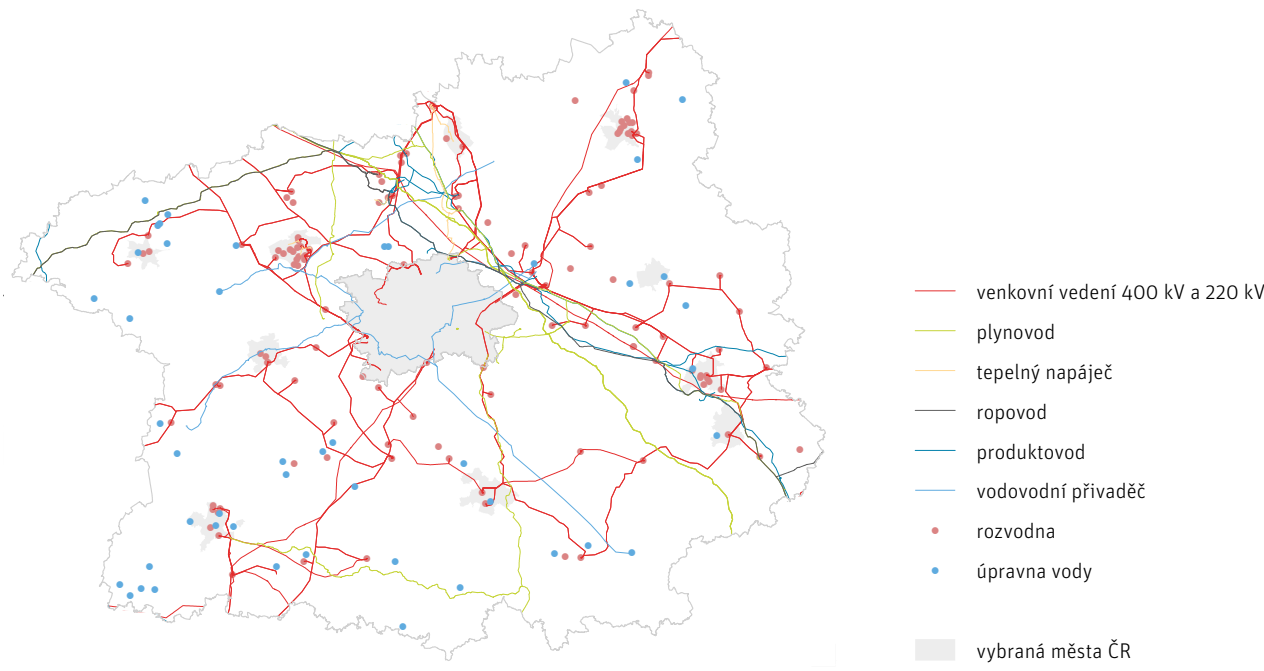 venkovní vedení 400 kV a 220 kV
plynovod
tepelný napáječ
ropovod
produktovod
vodovodní přivaděč
rozvodna
úpravna vody
vybraná města ČR